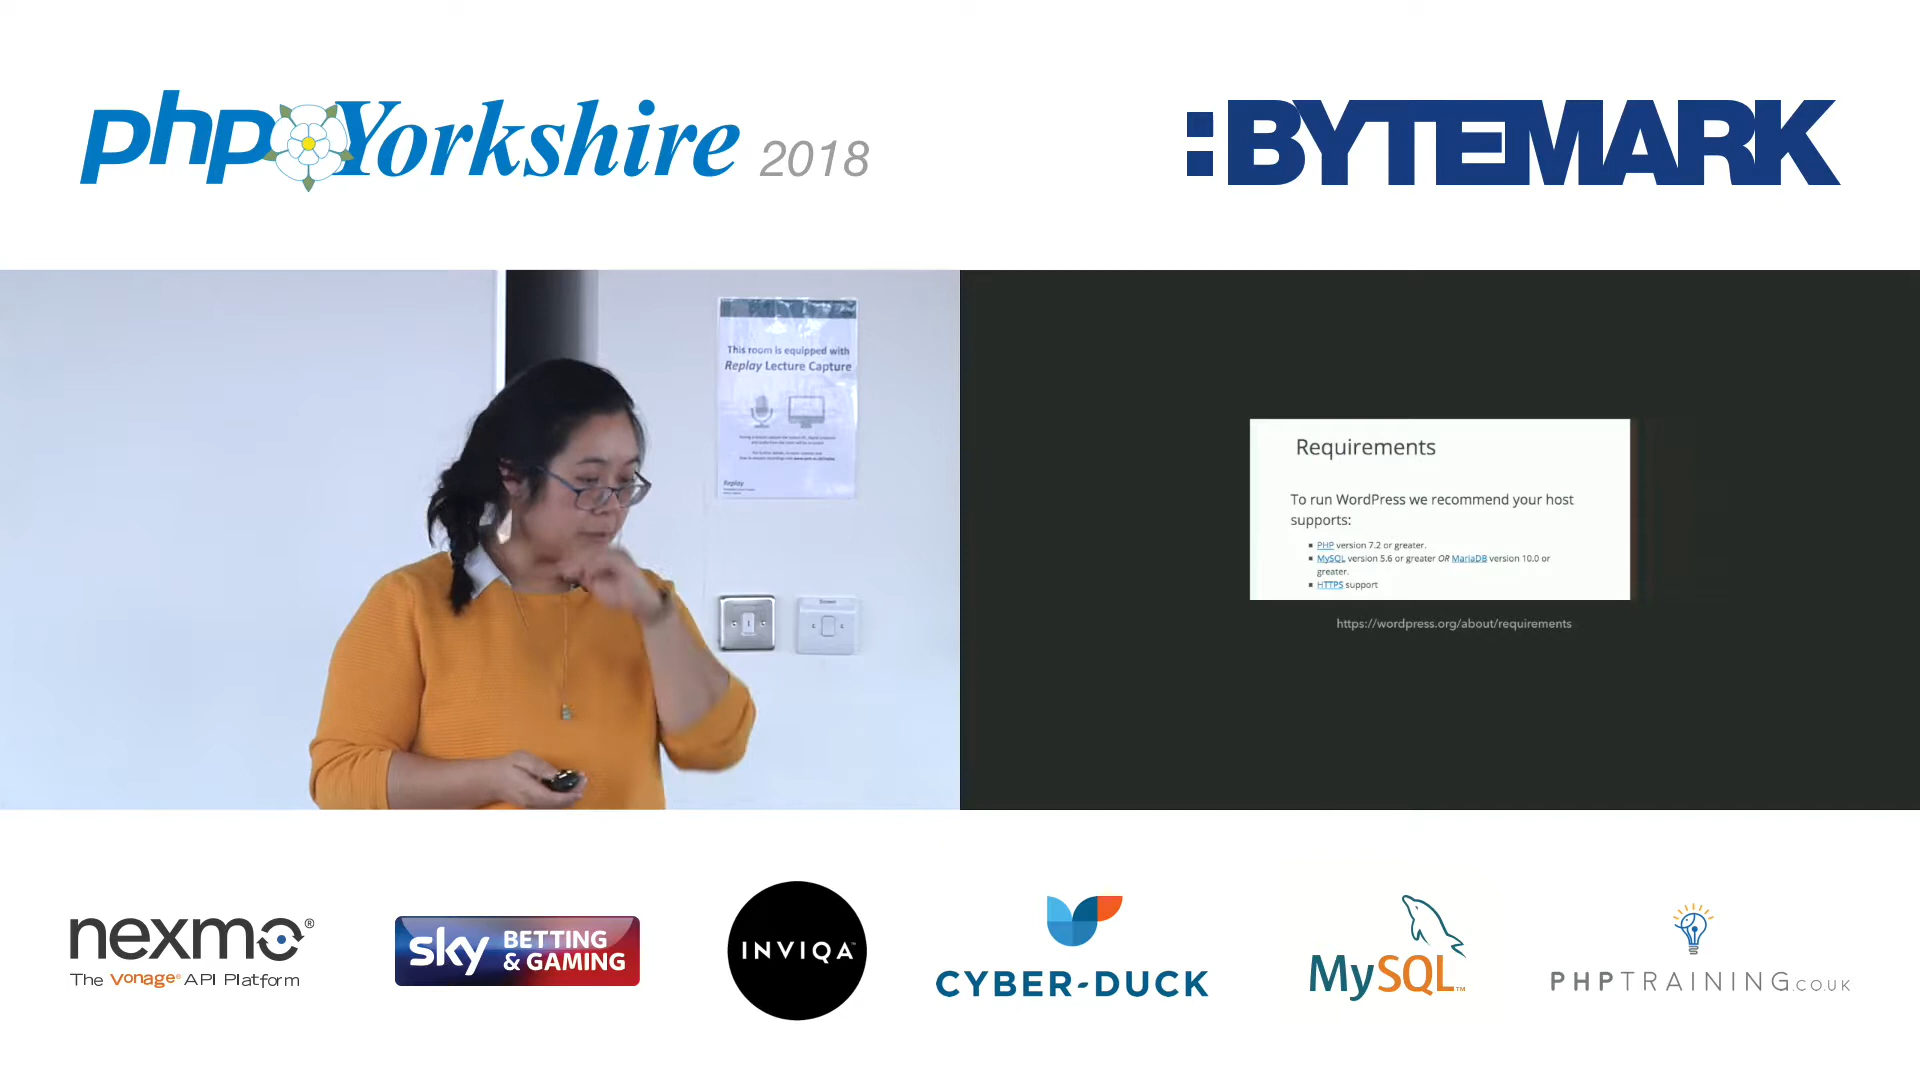 php Yorkshire 2018
:BYTEMARK
This room is equipped with
Replay Lecture Capture
Replay
Requirements
To run WordPress we recommend your host
supports:
PHP version 7.2 or greater.
MySQL version 5.6 or greater OR MariaDB version 10.0 or
greater.
HTTPS support
https://wordpress.org/about/requirements
nexmo®
The Vonage® API Platform
sky BETTING
& GAMING
INVIQA™
CYBER-DUCK
MySQL™
PHPTRAINING.CO.UK